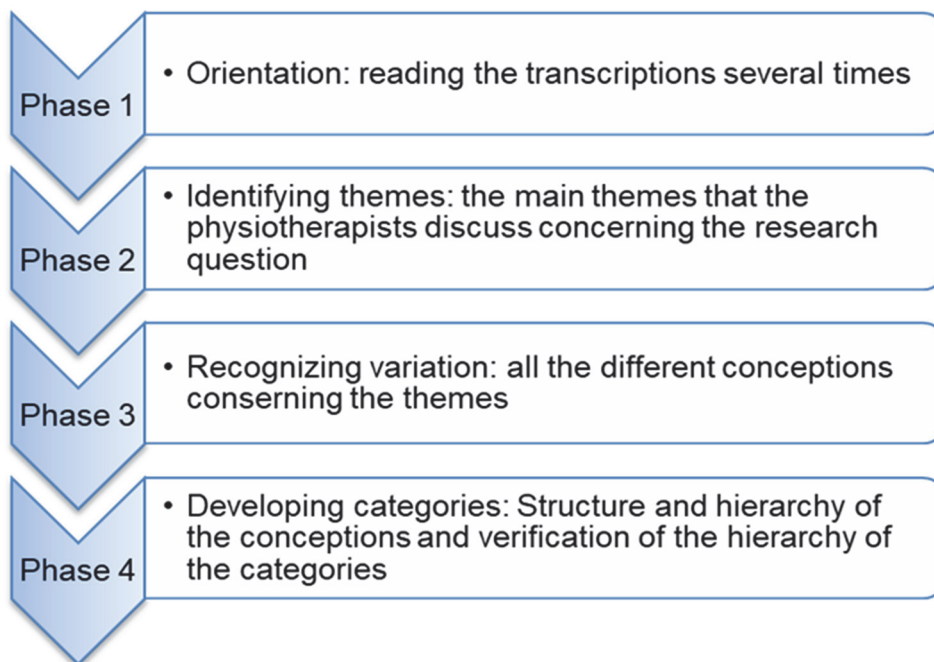 Phase 1
• Orientation: reading the transcriptions several times
Phase 2
• Identifying themes: the main themes that the
physiotherapists discuss concerning the research
question
Phase 3
• Recognizing variation: all the different conceptions
conserning the themes
Phase 4
• Developing categories: Structure and hierarchy of
the conceptions and verification of the hierarchy of
the categories